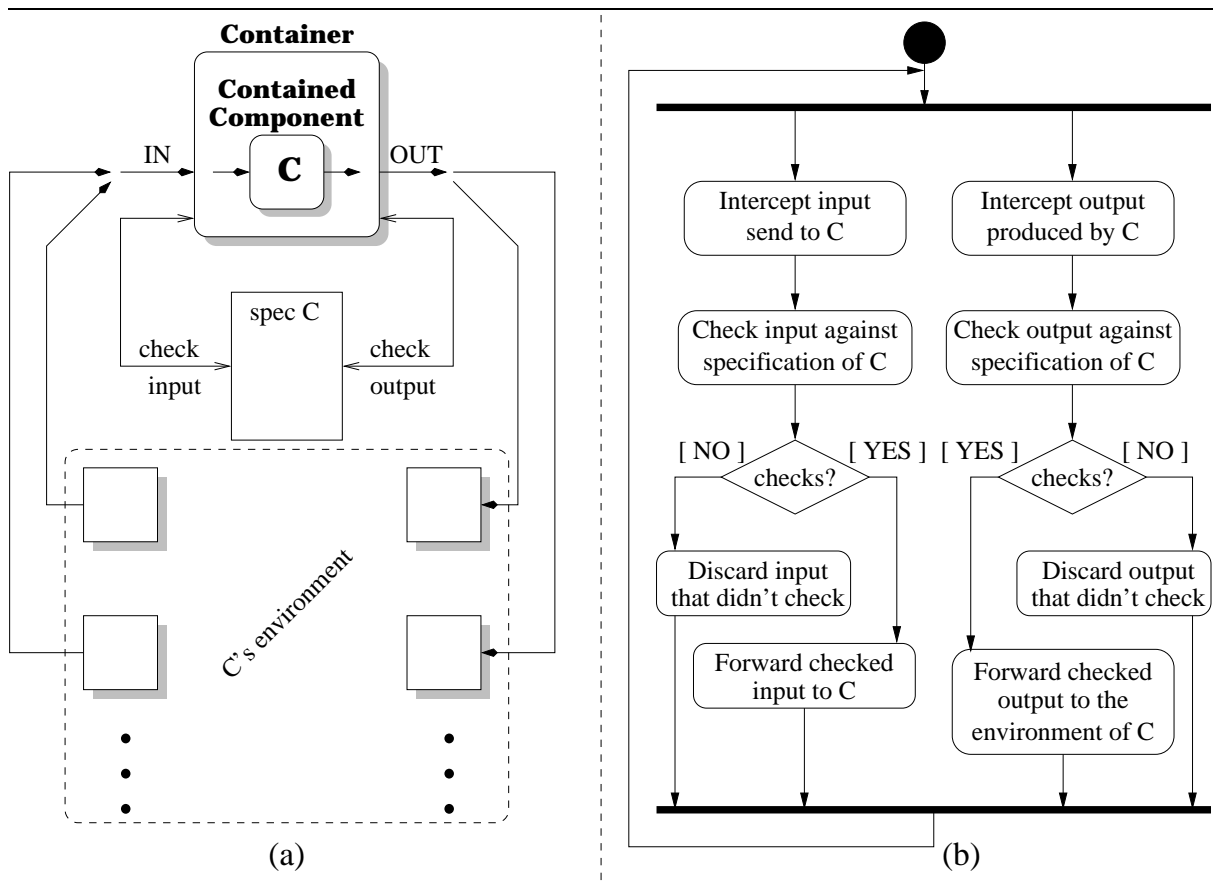 Container
Contained
Component
IN
C
OUT
spec C
check
input
check
output
C's environment
(a)
Intercept input
send to C
Intercept output
produced by C
Check input against
specification of C
Check output against
specification of C
[ NO ]
checks?
[ YES ]
[ YES ]
checks?
[ NO ]
Discard input
that didn't check
Discard output
that didn't check
Forward checked
input to C
Forward checked
output to the
environment of C
(b)